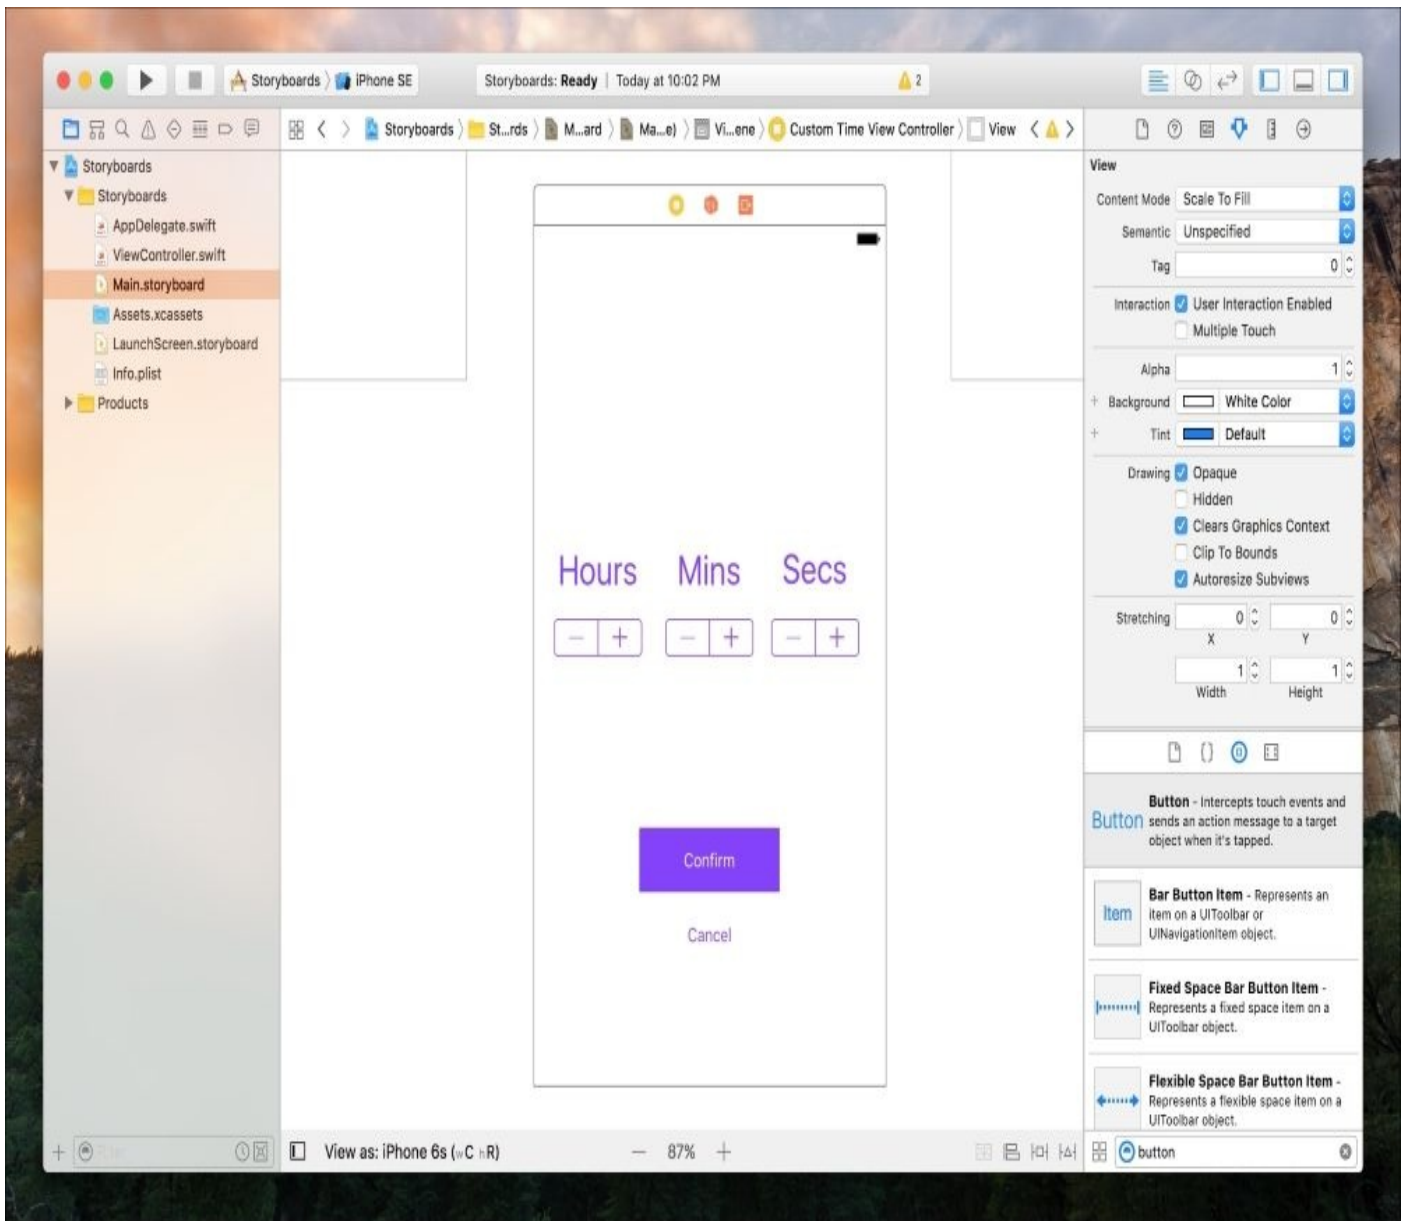 Storyboards 〉 iPhone SE
Storyboards: Ready | Today at 10:02 PM
2
Storyboards 〉 St...rds 〉 M...ard 〉 Ma...e) 〉 Vi...ene 〉 Custom Time View Controller 〉 View
Storyboards
Storyboards
AppDelegate.swift
ViewController.swift
Main.storyboard
Assets.xcassets
LaunchScreen.storyboard
Info.plist
Products
Hours Mins Secs
− + − + − +
Confirm
Cancel
View as: iPhone 6s (wC hR)
− 87% +
View
Content Mode Scale To Fill
Semantic Unspecified
Tag 0
Interaction User Interaction Enabled
Multiple Touch
Alpha 1
+ Background White Color
+ Tint Default
Drawing Opaque
Hidden
Clears Graphics Context
Clip To Bounds
Autoresize Subviews
Stretching 0 0
X Y
1 1
Width Height
Button
Button - Intercepts touch events and
sends an action message to a target
object when it's tapped.
Item
Bar Button Item - Represents an
item on a UIToolbar or
UINavigationItem object.
Fixed Space Bar Button Item -
Represents a fixed space item on a
UIToolbar object.
Flexible Space Bar Button Item -
Represents a flexible space item on a
UIToolbar object.
button